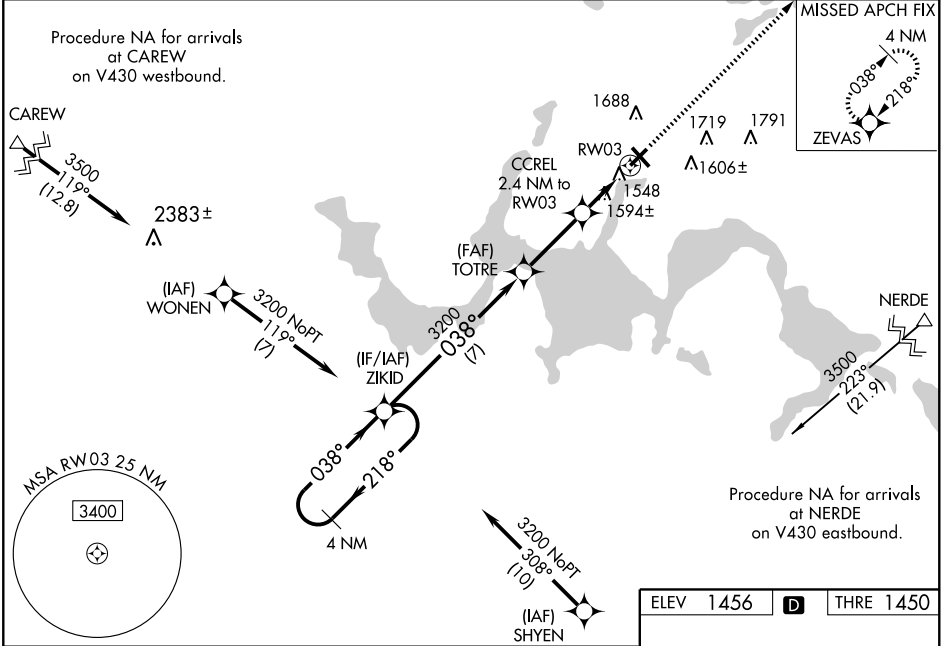 Procedure NA for arrivals
at CAREW
on V430 westbound.
MISSED APCH FIX
4 NM
038°
218°
ZEVAS
CAREW
3500
119°
(12.8)
2383±
1688
1719
1791
RW03
1606±
CCREL
2.4 NM to
RW03
1548
1594±
(FAF)
TOTRE
(IAF)
WONEN
3200 NoPT
119°
(7)
3200
038°
(7)
(IF/IAF)
ZIKID
NERDE
3500
223°
(21.9)
038°
218°
4 NM
MSA RW03 25 NM
3400
3200 NoPT
308°
(10)
(IAF)
SHYEN
Procedure NA for arrivals
at NERDE
on V430 eastbound.
ELEV 1456 D THRE 1450